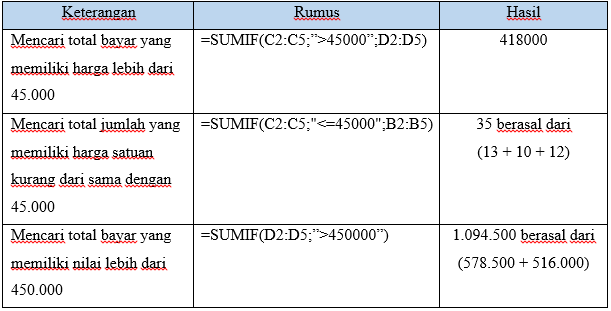 Keterangan Rumus Hasil
Mencari total bayar yang =SUMIF(C2:C5;”>45000”;D2:D5) 418000
memiliki harga lebih dari
45.000
Mencari total jumlah yang =SUMIF(C2:C5;"<=45000";B2:B5) 35 berasal dari
memiliki harga satuan (13 + 10 + 12)
kurang dari sama dengan
45.000
Mencari total bayar yang =SUMIF(D2:D5;”>450000”) 1.094.500 berasal dari
memiliki nilai lebih dari (578.500 + 516.000)
450.000